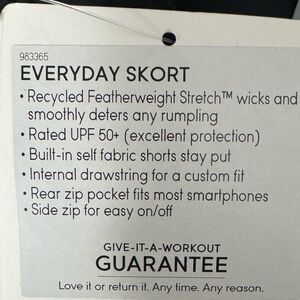 983365
EVERYDAY SKORT
• Recycled Featherweight Stretch™ wicks and
smoothly deters any rumpling
• Rated UPF 50+ (excellent protection)
• Built-in self fabric shorts stay put
• Internal drawstring for a custom fit
• Rear zip pocket fits most smartphones
• Side zip for easy on/off
GIVE-IT-A-WORKOUT
GUARANTEE
Love it or return it. Any time. Any reason.